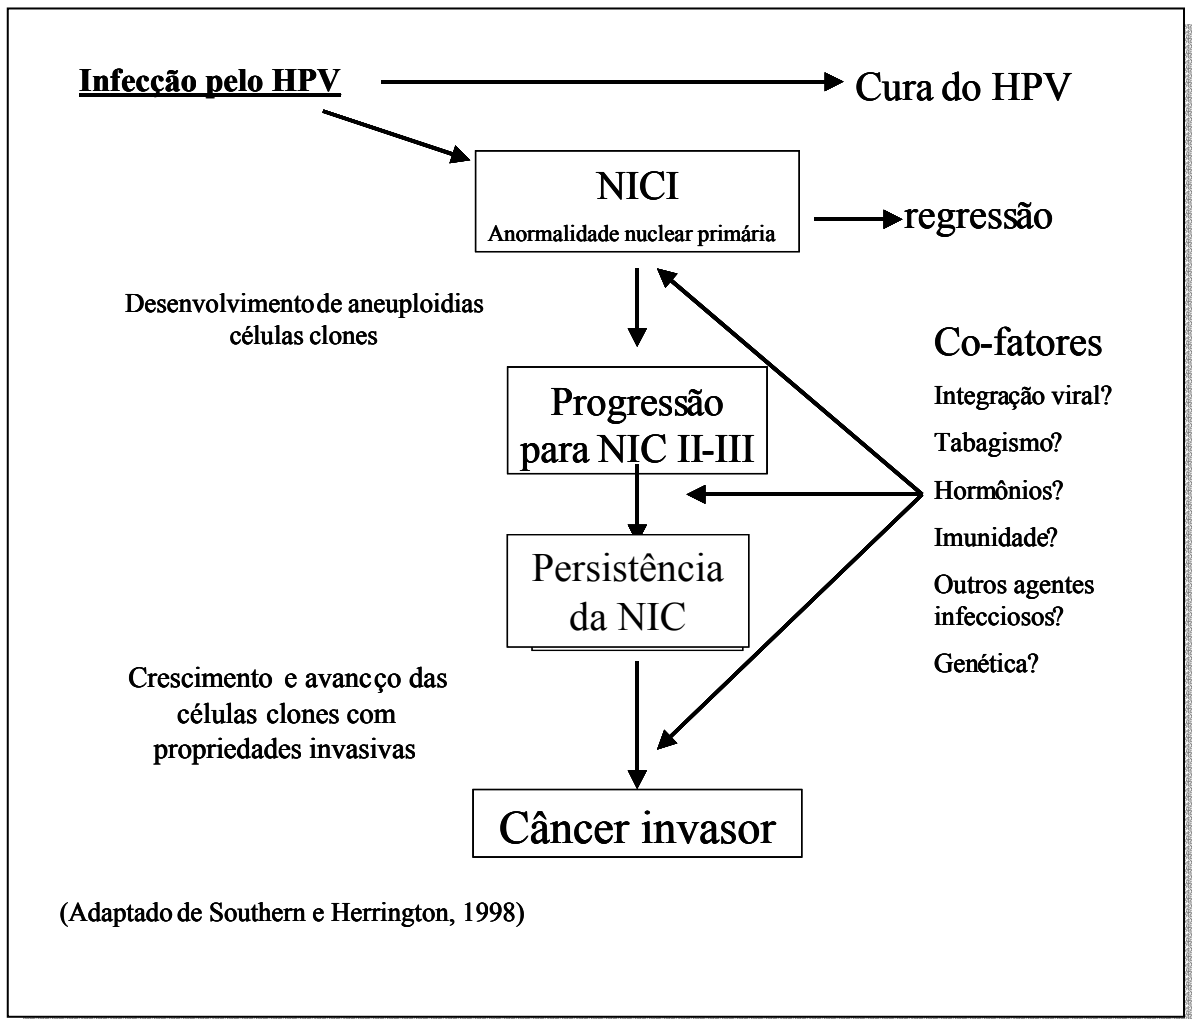 Infecção pelo HPV
Cura do HPV
NICI
Anormalidade nuclear primária
regressão
Desenvolvimento de aneuploidias
células clones
Co-fatores
Integração viral?
Tabagismo?
Hormônios?
Imunidade?
Outros agentes
infecciosos?
Genética?
Progressão
para NIC II-III
Persistência
da NIC
Crescimento e avancço das
células clones com
propriedades invasivas
Câncer invasor
(Adaptado de Southern e Herrington, 1998)